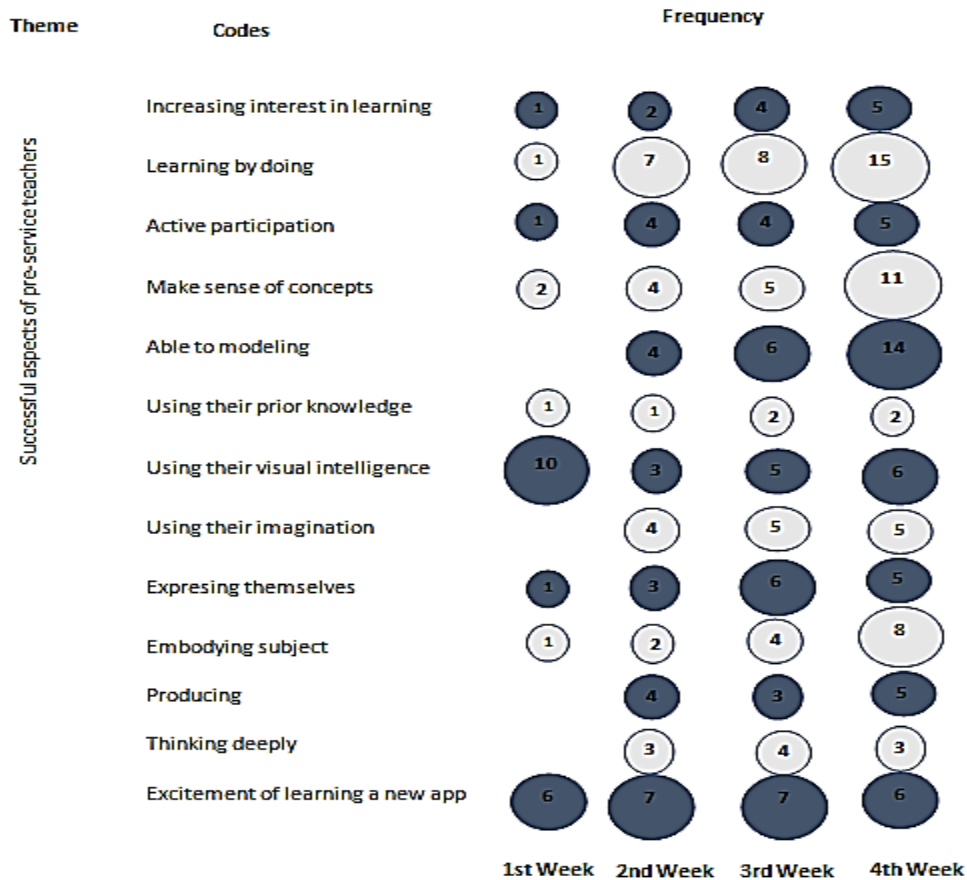 Theme Codes Frequency
Successful aspects of pre-service teachers
Increasing interest in learning 1 2 4 5
Learning by doing 1 7 8 15
Active participation 1 4 4 5
Make sense of concepts 2 4 5 11
Able to modeling 4 6 14
Using their prior knowledge 1 1 2 2
Using their visual intelligence 10 3 5 6
Using their imagination 4 5 5
Expresing themselves 1 3 6 5
Embodying subject 1 2 4 8
Producing 4 3 5
Thinking deeply 3 4 3
Excitement of learning a new app 6 7 7 6
1st Week 2nd Week 3rd Week 4th Week